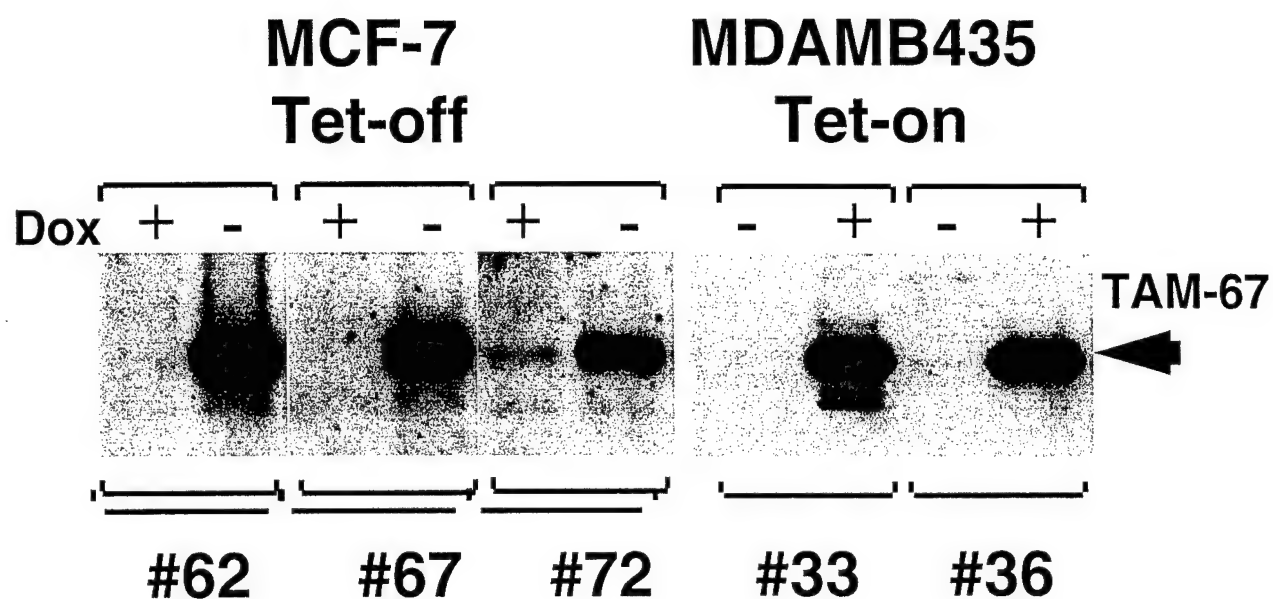 MCF-7 MDAMB435
Tet-off Tet-on
Dox + - + - + - - + - +
TAM-67
#62 #67 #72 #33 #36